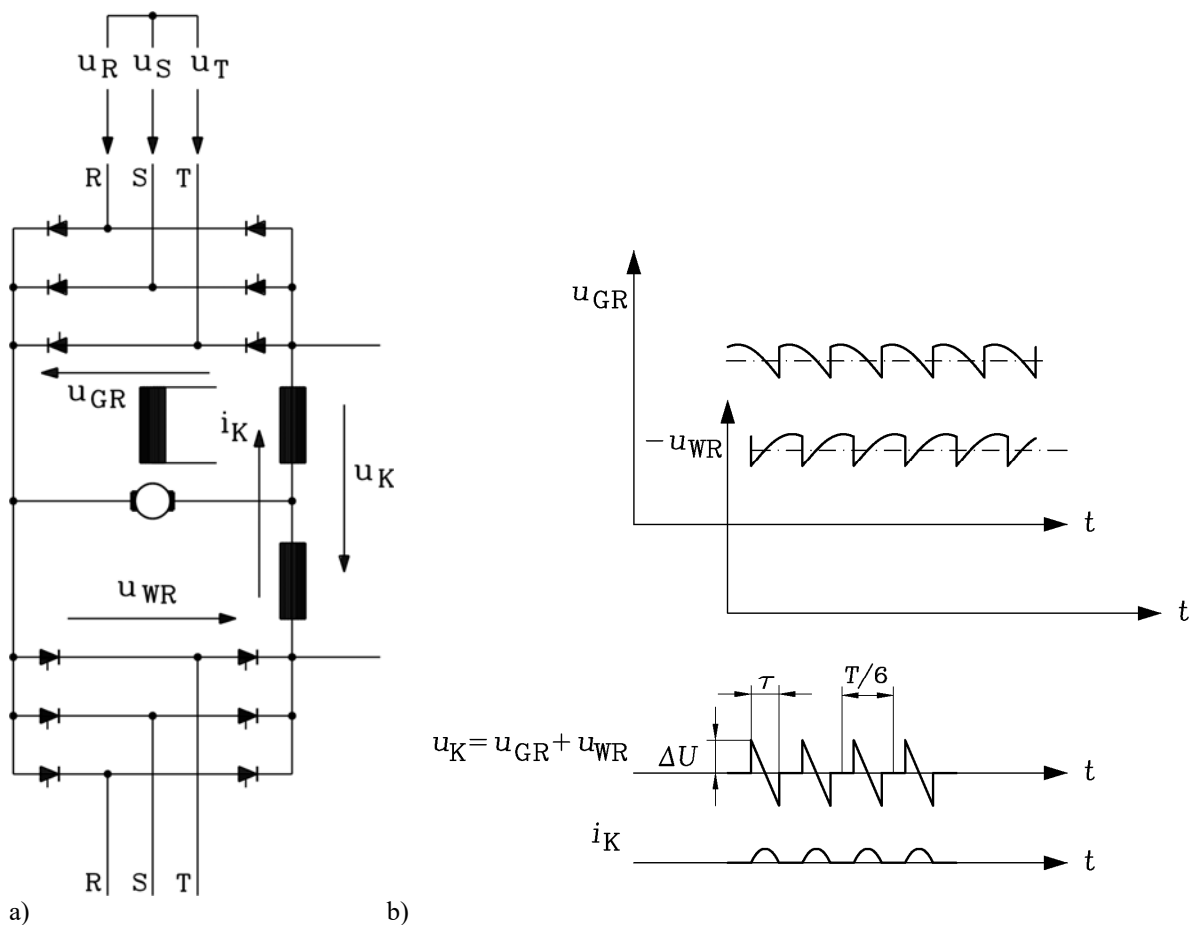 u_R u_S u_T
R S T
u_GR
i_K
u_K
u_WR
R S T
a)
u_GR
t
-u_WR
t
τ
T/6
u_K=u_GR+u_WR
ΔU
t
i_K
t
b)